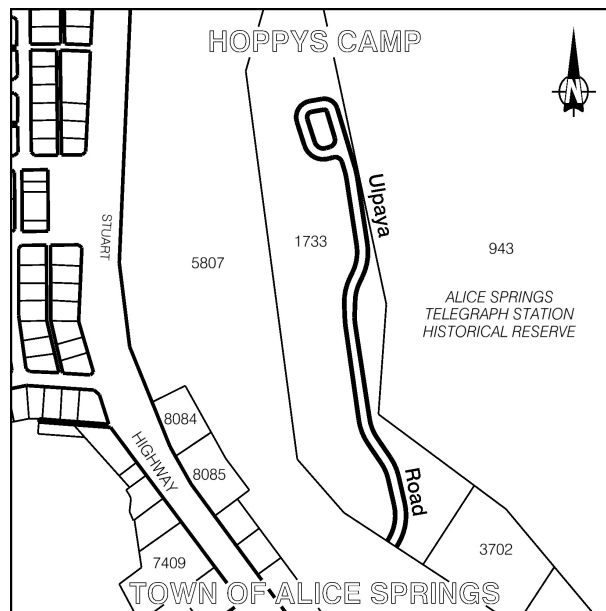 HOPPYS CAMP
N
Ulpaya
STUART
1733
943
5807
ALICE SPRINGS
TELEGRAPH STATION
HISTORICAL RESERVE
8084
HIGHWAY
8085
Road
3702
7409
TOWN OF ALICE SPRINGS